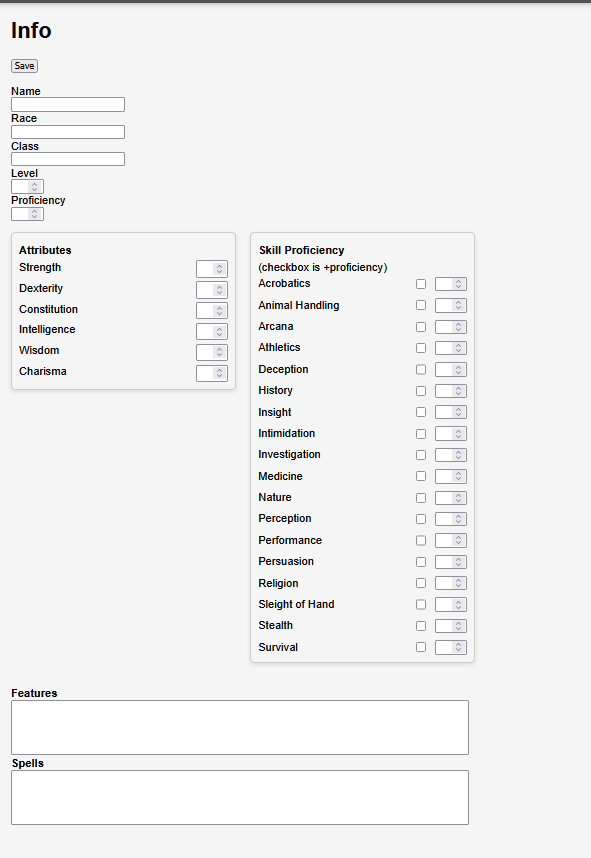 Info
Save
Name
Race
Class
Level
Proficiency
Attributes
Strength
Dexterity
Constitution
Intelligence
Wisdom
Charisma
Skill Proficiency
(checkbox is +proficiency)
Acrobatics
Animal Handling
Arcana
Athletics
Deception
History
Insight
Intimidation
Investigation
Medicine
Nature
Perception
Performance
Persuasion
Religion
Sleight of Hand
Stealth
Survival
Features
Spells